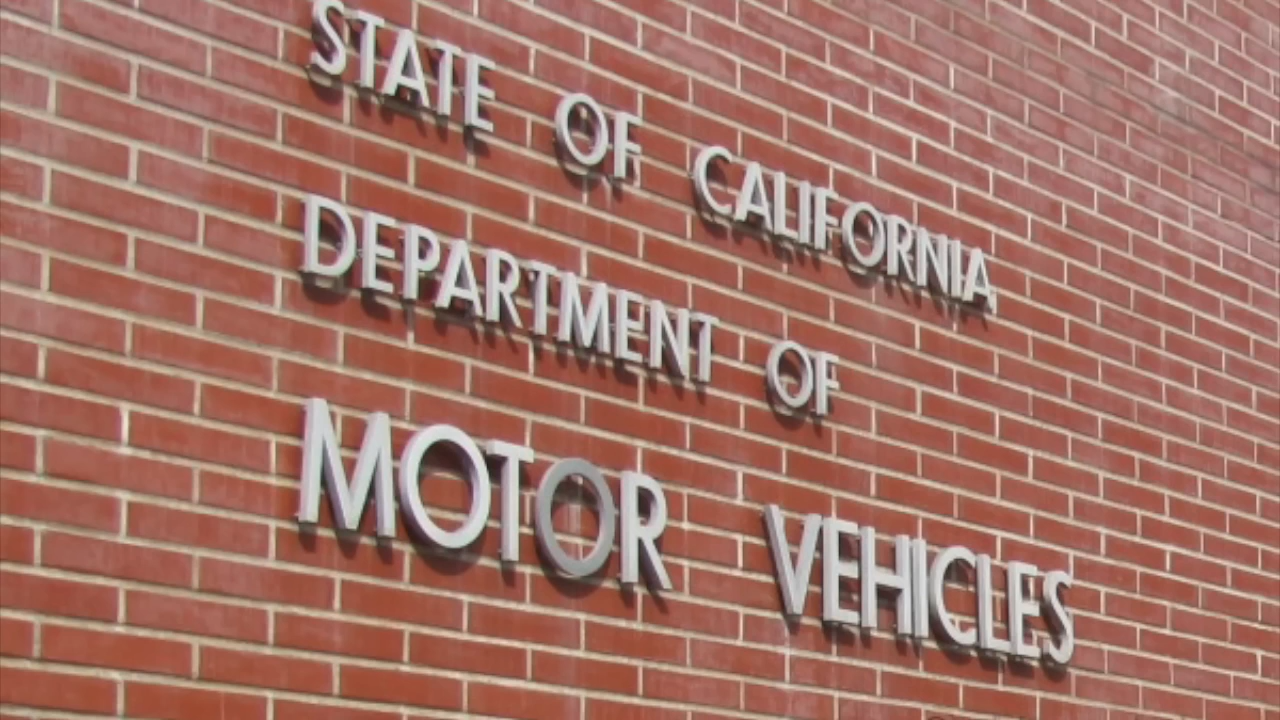 STATE OF CALIFORNIA
DEPARTMENT OF
MOTOR VEHICLES